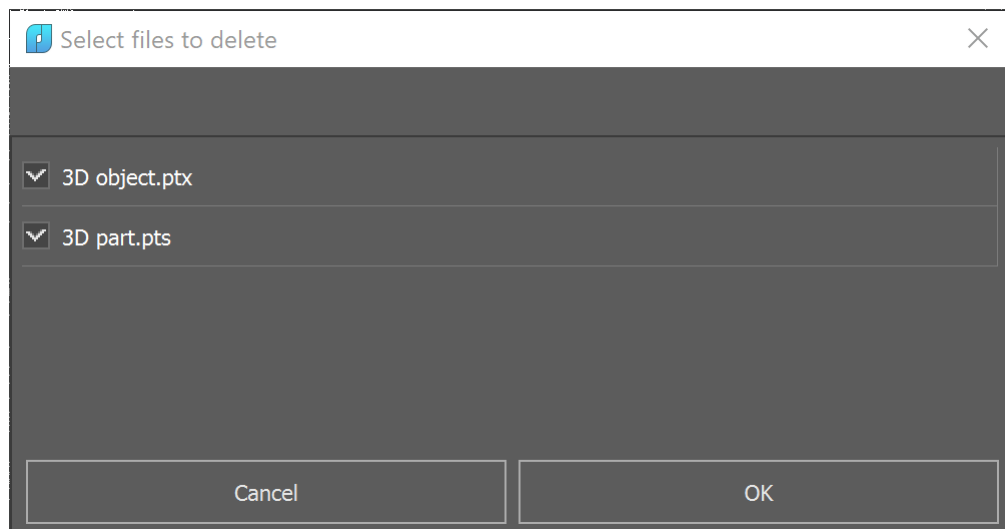 Select files to delete
3D object.ptx
3D part.pts
Cancel
OK